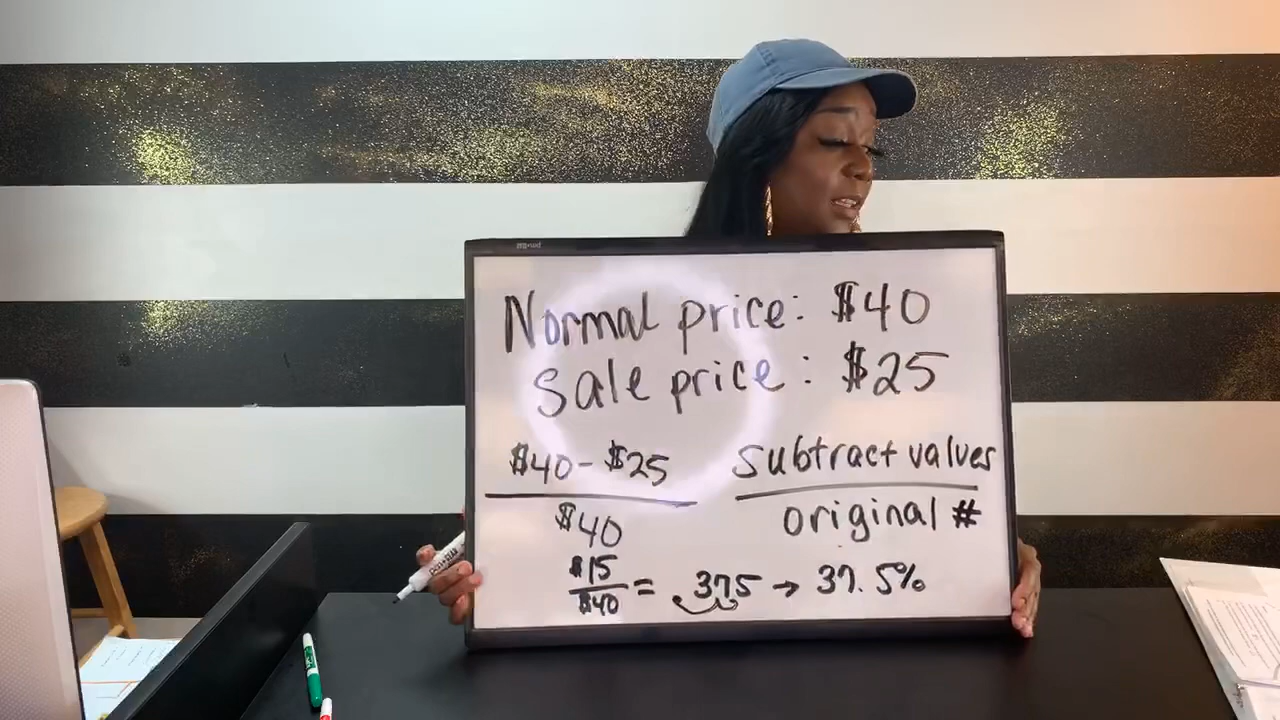 Normal price: $40
Sale price: $25
$40 - $25
$40
subtract values
original #
$15
$40
= .375 → 37.5%